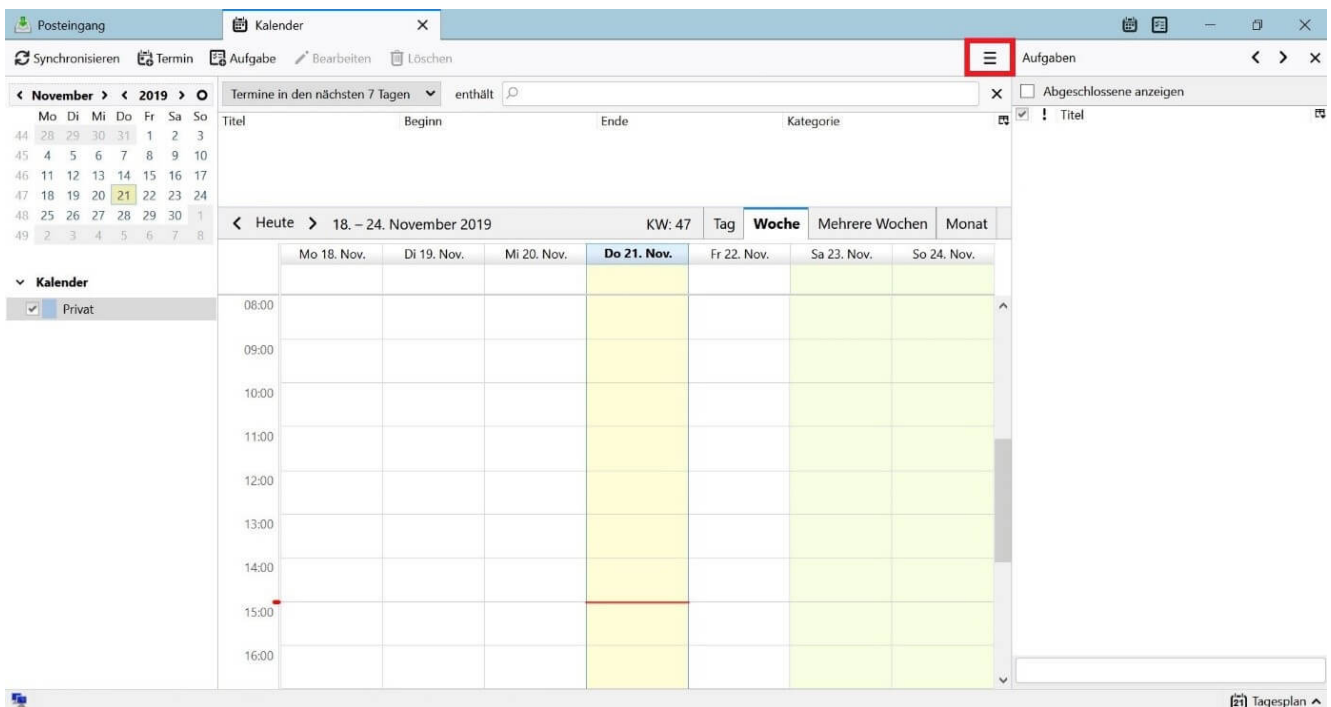 Posteingang Kalender
Synchronisieren Termin Aufgabe Bearbeiten Löschen Aufgaben
November 2019
Mo Di Mi Do Fr Sa So
44 28 29 30 31 1 2 3
45 4 5 6 7 8 9 10
46 11 12 13 14 15 16 17
47 18 19 20 21 22 23 24
48 25 26 27 28 29 30 1
49 2 3 4 5 6 7 8
Kalender
Privat
Termine in den nächsten 7 Tagen enthält
Titel Beginn Ende Kategorie
Heute 18. – 24. November 2019 KW: 47 Tag Woche Mehrere Wochen Monat
Mo 18. Nov. Di 19. Nov. Mi 20. Nov. Do 21. Nov. Fr 22. Nov. Sa 23. Nov. So 24. Nov.
08:00
09:00
10:00
11:00
12:00
13:00
14:00
15:00
16:00
Abgeschlossene anzeigen
! Titel
21 Tagesplan